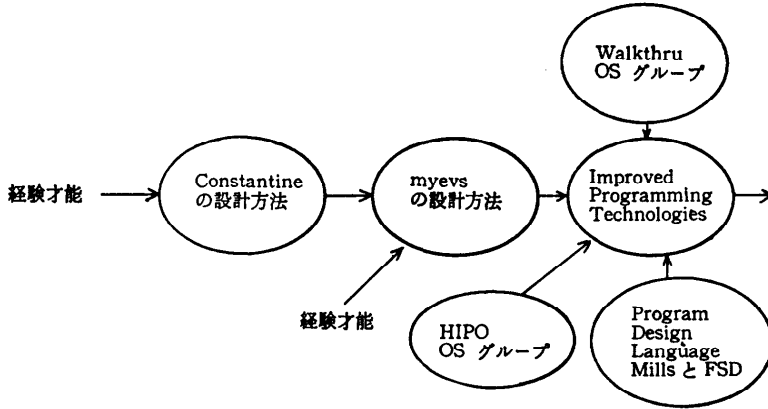 Walkthru
OS グループ
経験才能
Constantine
の設計方法
myevs
の設計方法
Improved
Programming
Technologies
経験才能
HIPO
OS グループ
Program
Design
Language
Mills と FSD